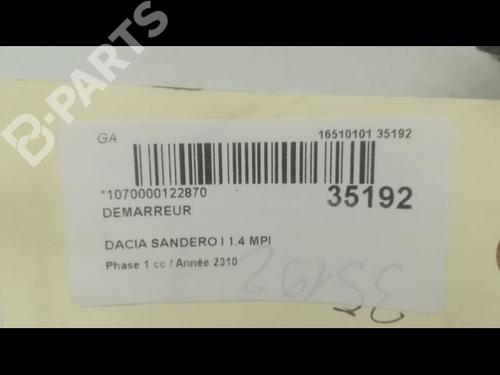 B-PARTS
GA
16510101 35192
*1070000122870
35192
DEMARREUR
DACIA SANDERO I 1.4 MPI
Phase 1 cc / Année 2010
35192